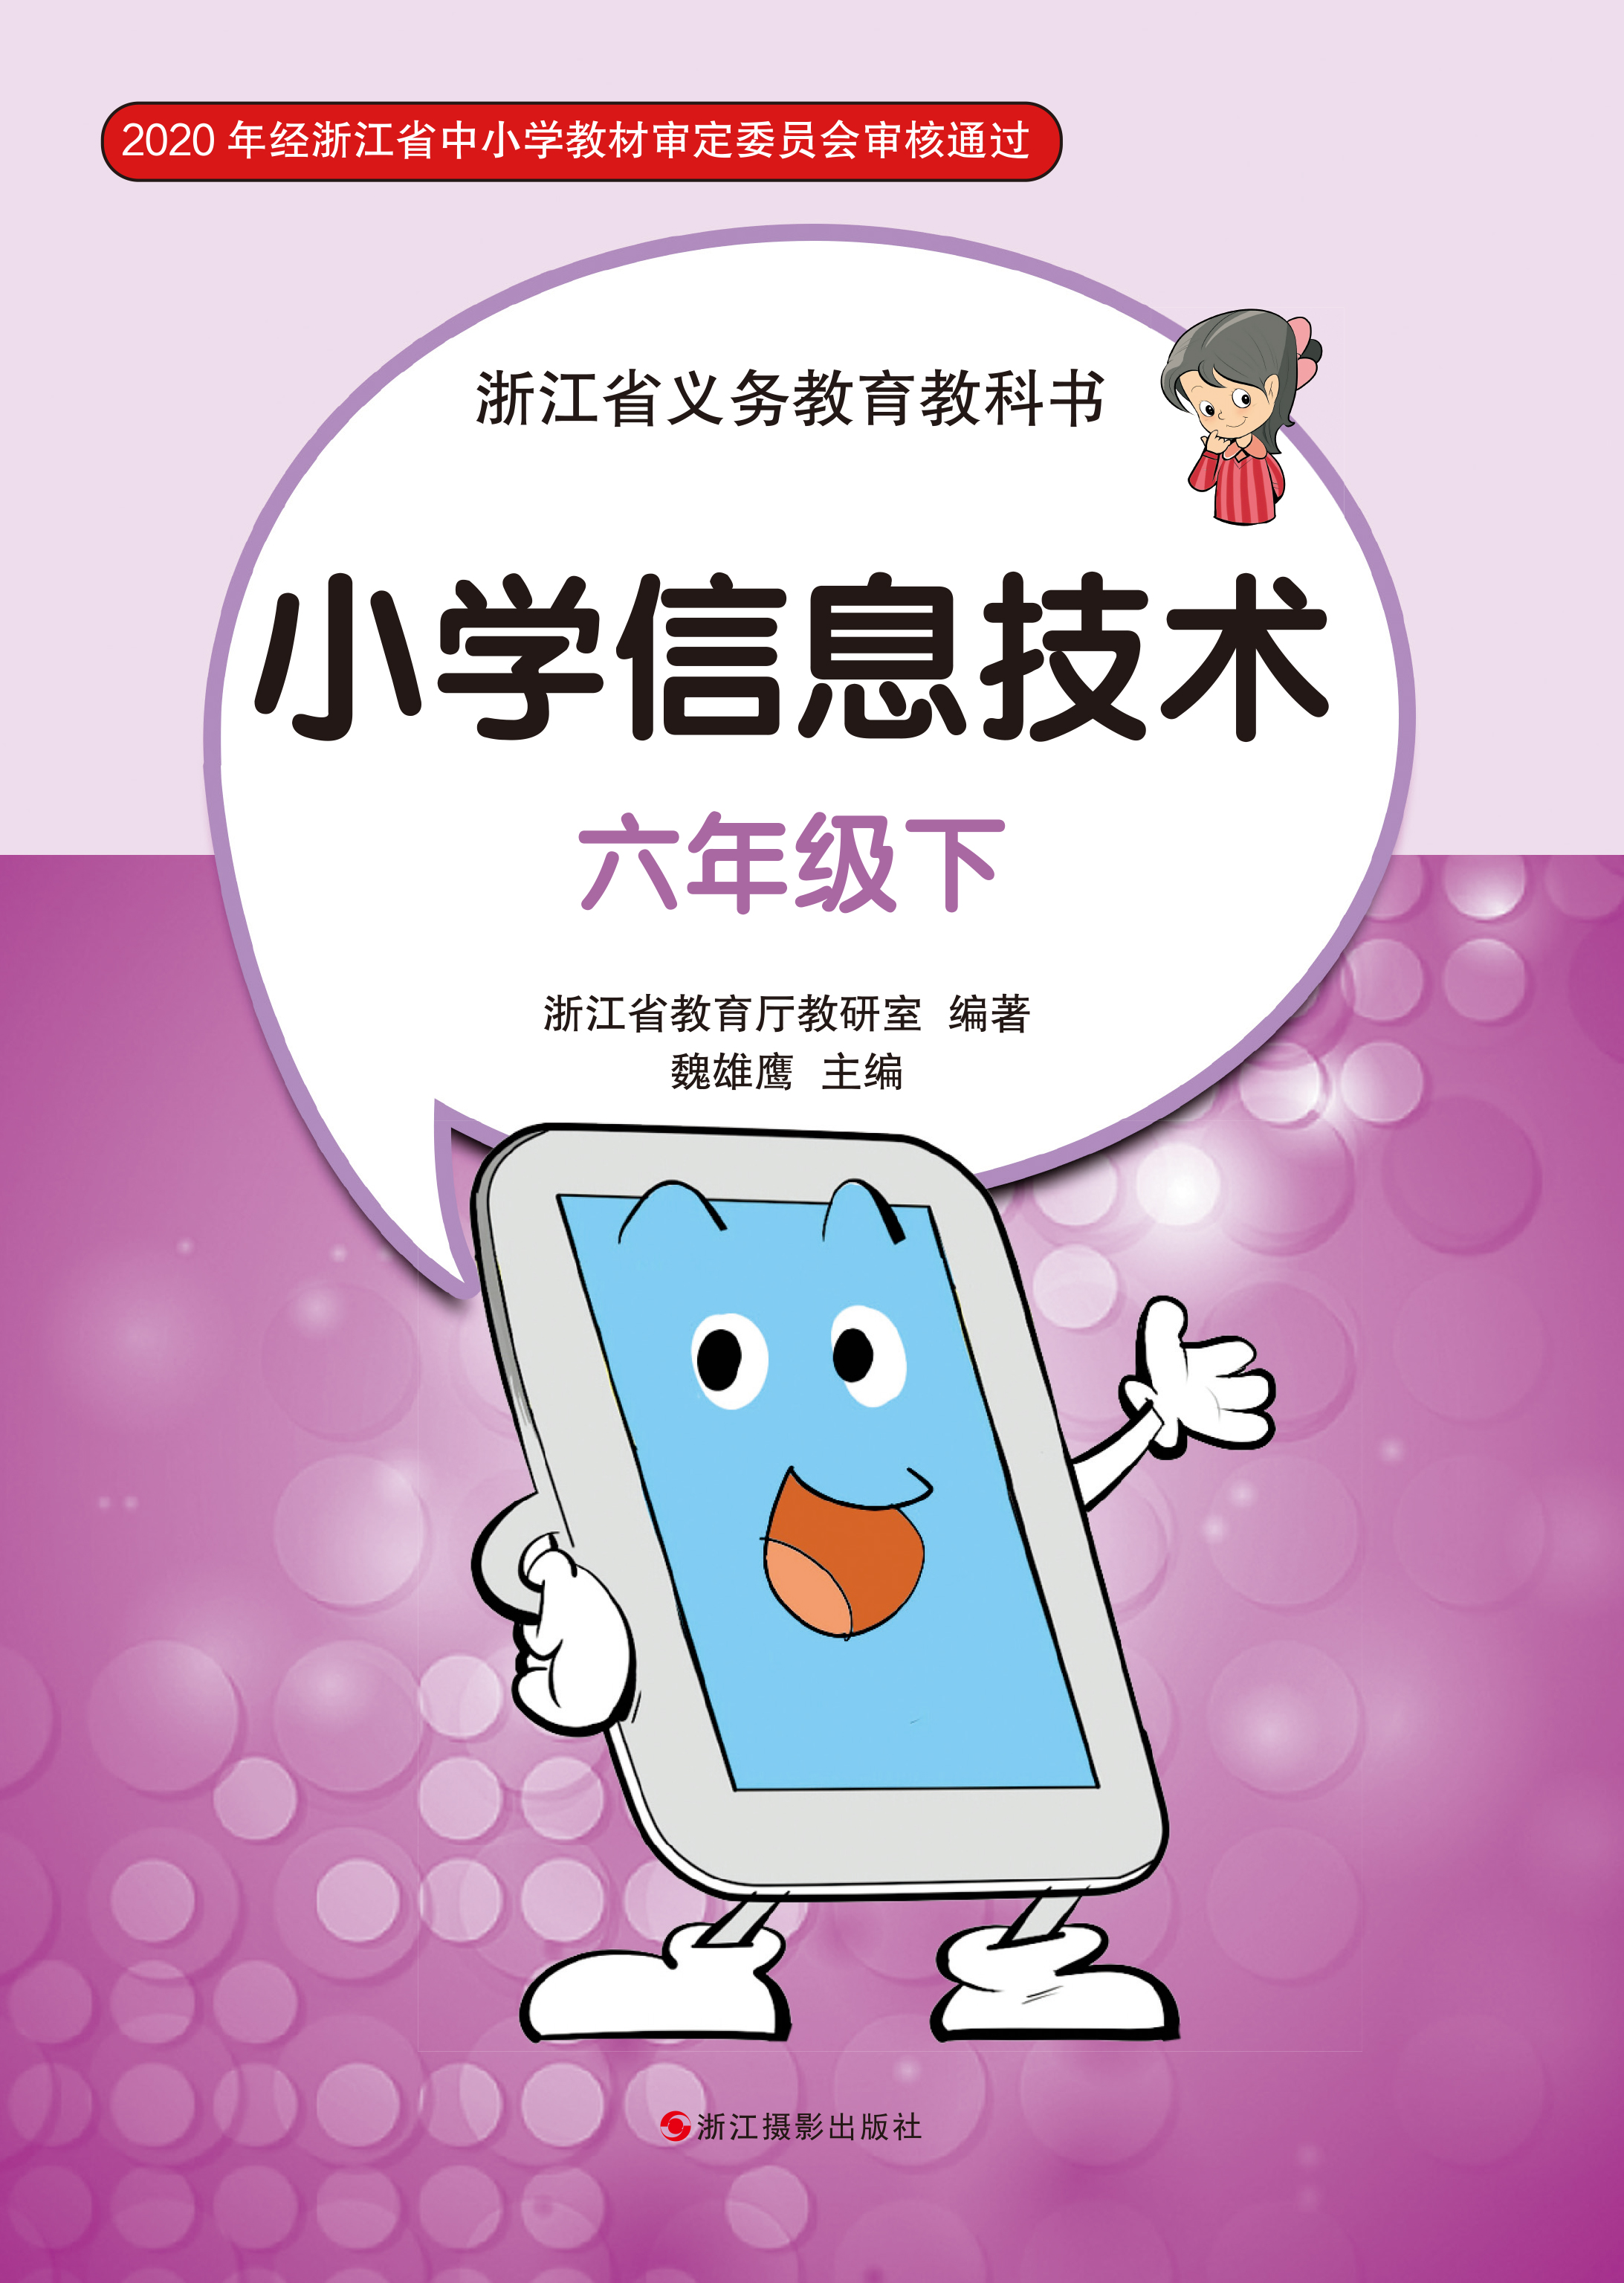 2020 年经浙江省中小学教材审定委员会审核通过
浙江省义务教育教科书
小学信息技术
六年级下
浙江省教育厅教研室 编著
魏雄鹰 主编
浙江摄影出版社